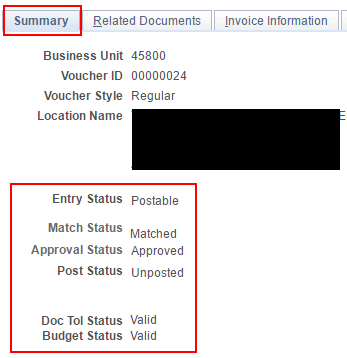 Summary Related Documents Invoice Information
Business Unit 45800
Voucher ID 00000024
Voucher Style Regular
Location Name
Entry Status Postable
Match Status Matched
Approval Status Approved
Post Status Unposted
Doc Tol Status Valid
Budget Status Valid